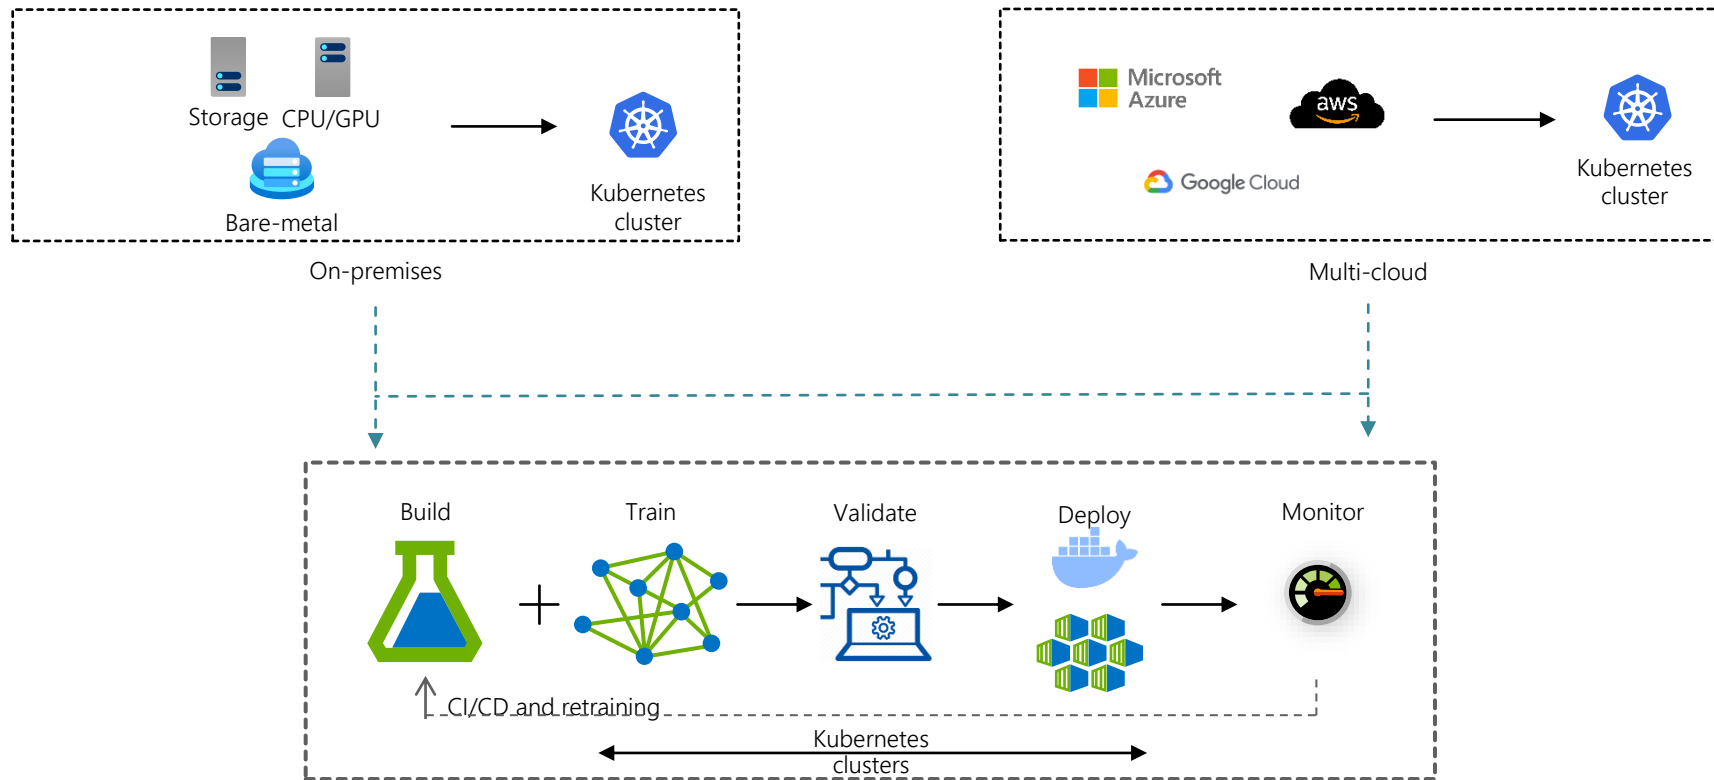 Storage
CPU/GPU
Bare-metal
Kubernetes
cluster
Microsoft
Azure
aws
Google Cloud
Kubernetes
cluster
On-premises
Multi-cloud
Build
Train
Validate
Deploy
Monitor
CI/CD and retraining
Kubernetes
clusters